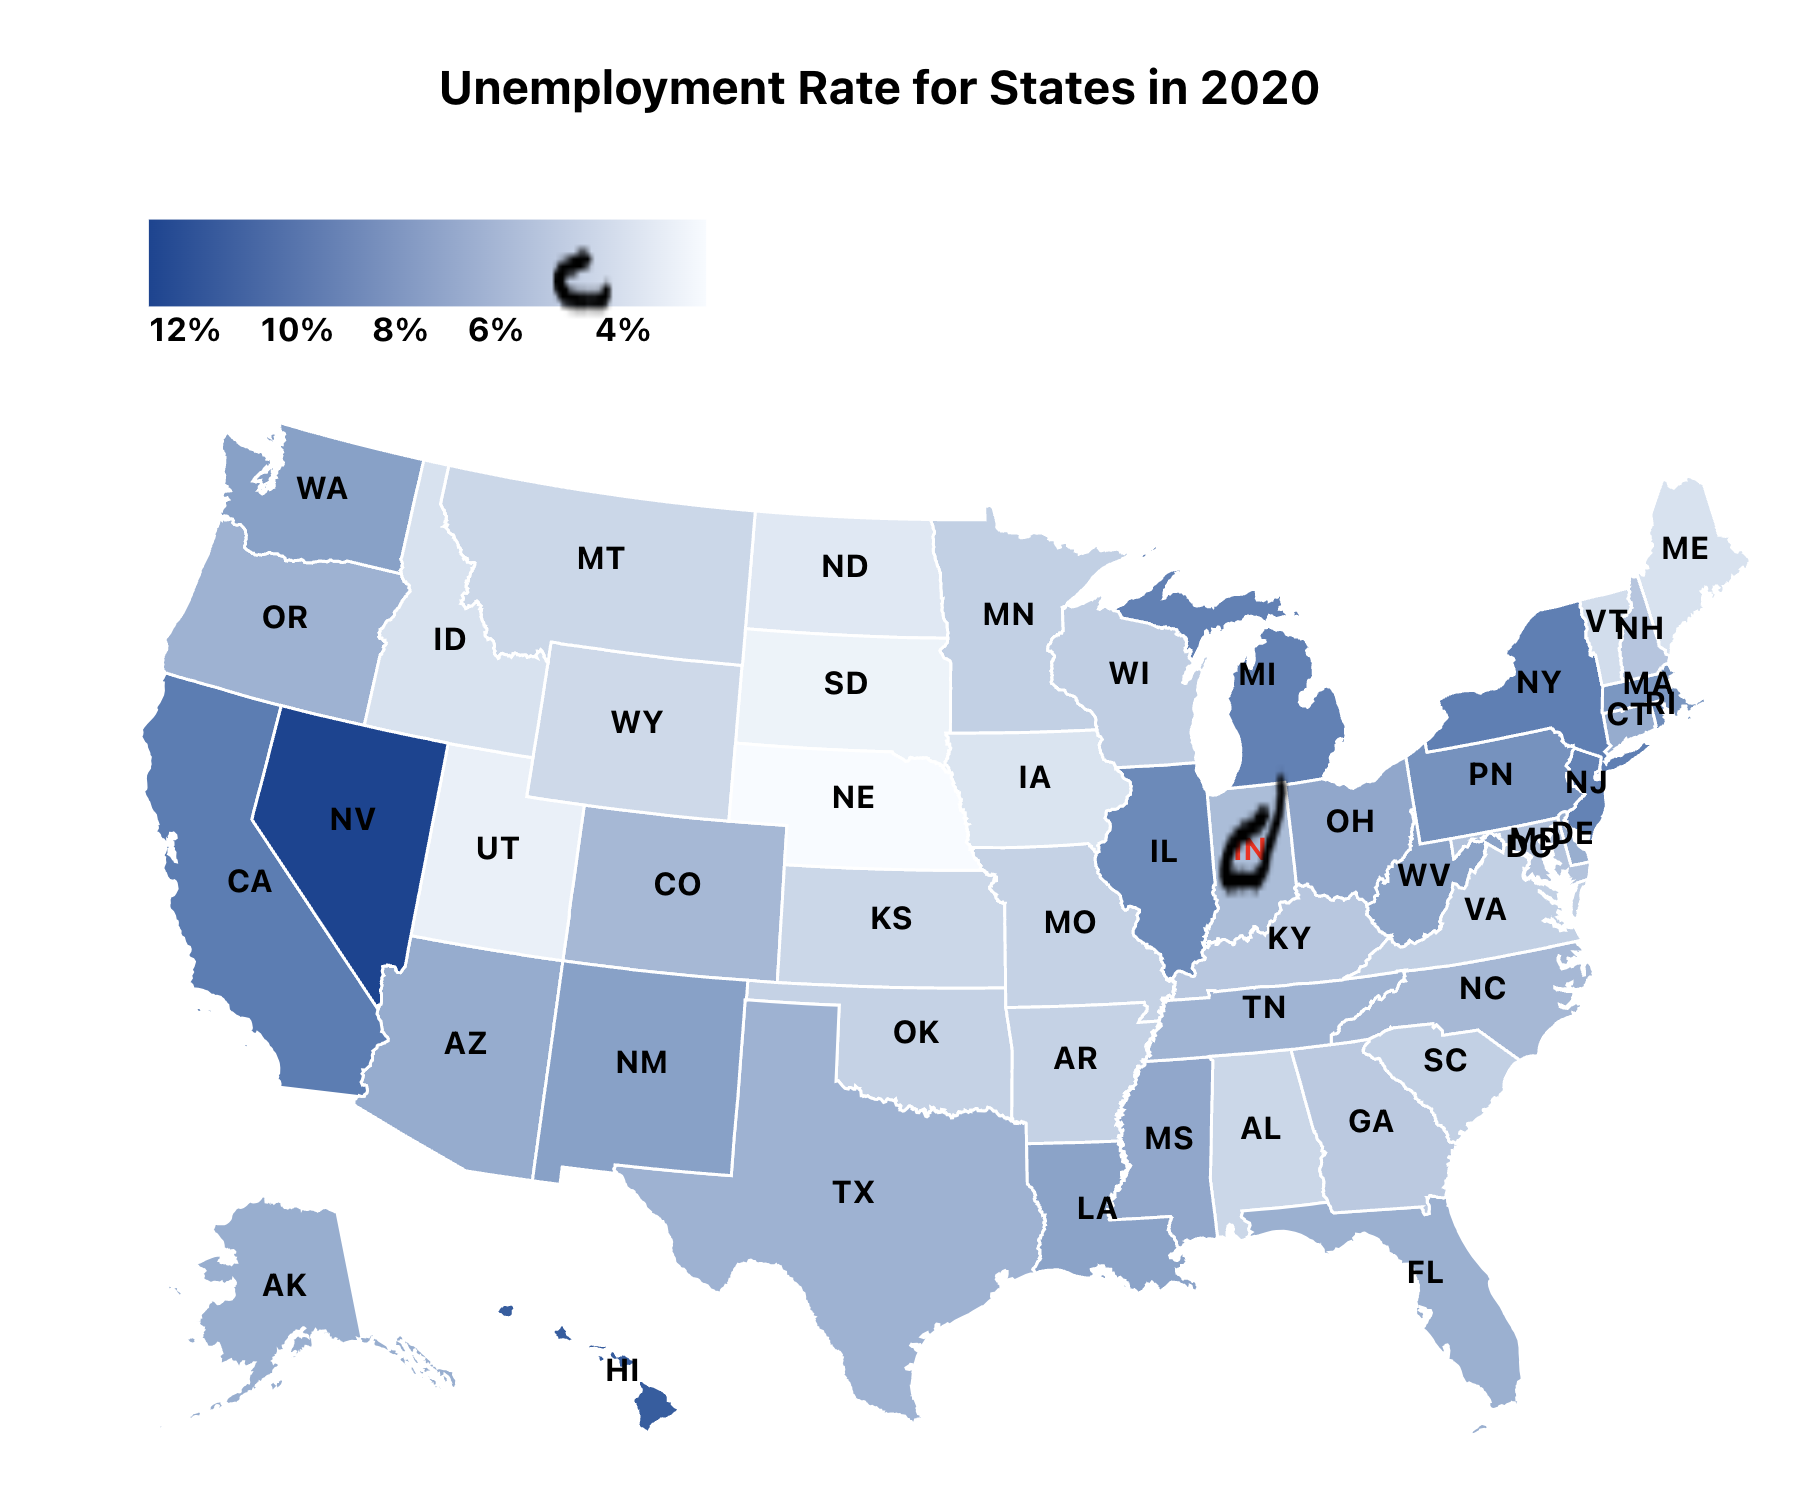 Unemployment Rate for States in 2020
12% 10% 8% 6% 4%
WA
MT
ND
ME
MN
OR
VT
NH
ID
WI
MI
SD
NY
MA
RI
WY
CT
IA
PN
NJ
NE
NV
OH
DE
MD
UT
IL
IN
DC
CA
CO
WV
KS
MO
VA
KY
NC
TN
OK
AZ
NM
AR
SC
MS
AL
GA
TX
LA
AK
FL
HI